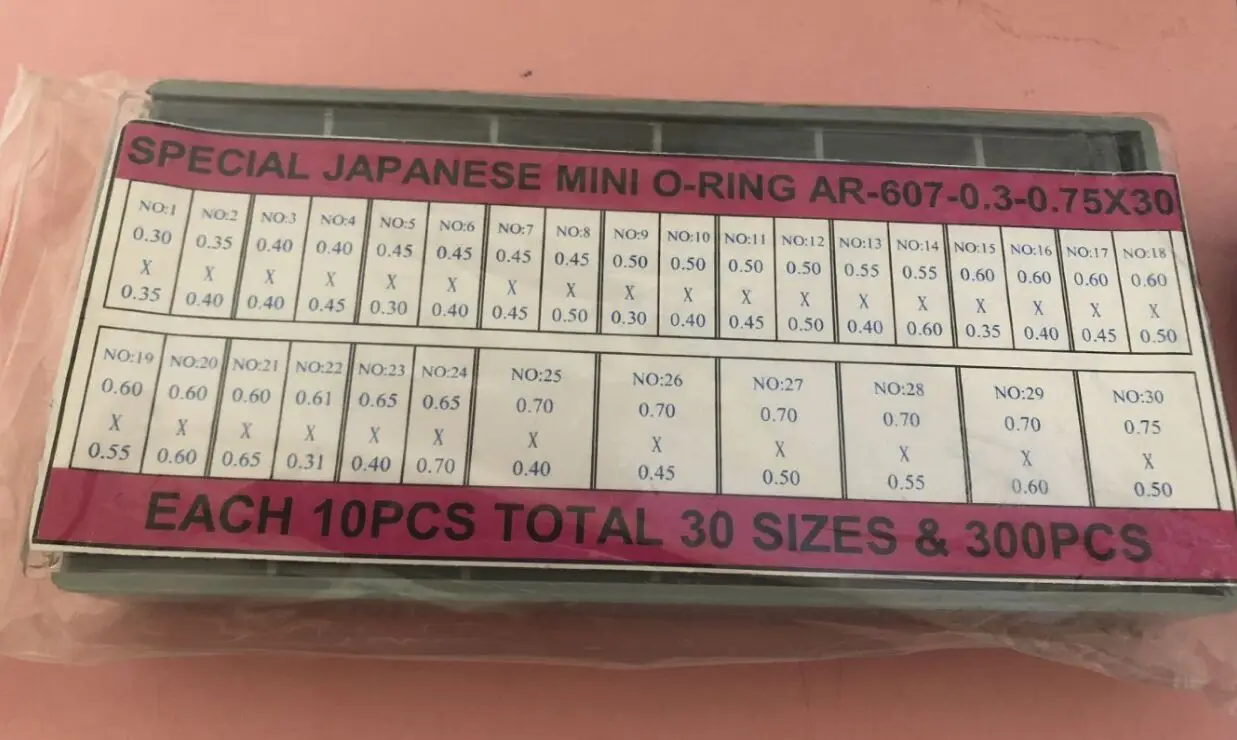 SPECIAL JAPANESE MINI O-RING AR-607-0.3-0.75X30
NO:1 NO:2 NO:3 NO:4 NO:5 NO:6 NO:7 NO:8 NO:9 NO:10 NO:11 NO:12 NO:13 NO:14 NO:15 NO:16 NO:17 NO:18
0.30 0.35 0.40 0.40 0.45 0.45 0.45 0.45 0.50 0.50 0.50 0.50 0.55 0.55 0.60 0.60 0.60 0.60
X X X X X X X X X X X X X X X X X X
0.35 0.40 0.40 0.45 0.30 0.40 0.45 0.50 0.30 0.40 0.45 0.50 0.40 0.60 0.35 0.40 0.45 0.50
NO:19 NO:20 NO:21 NO:22 NO:23 NO:24 NO:25 NO:26 NO:27 NO:28 NO:29 NO:30
0.60 0.60 0.60 0.61 0.65 0.65 0.70 0.70 0.70 0.70 0.70 0.75
X X X X X X X X X X X X
0.55 0.60 0.65 0.31 0.40 0.70 0.40 0.45 0.50 0.55 0.60 0.50
EACH 10PCS TOTAL 30 SIZES & 300PCS